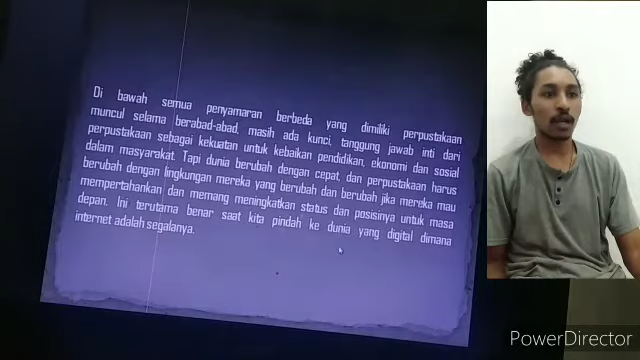 Di bawah semua penyamaran berbeda yang dimiliki perpustakaan
muncul selama berabad-abad, masih ada kunci, tanggung jawab inti dari
perpustakaan sebagai kekuatan untuk kebaikan pendidikan, ekonomi dan sosial
dalam masyarakat. Tapi dunia berubah dengan cepat, dan perpustakaan harus
berubah dengan lingkungan mereka yang berubah dan berubah jika mereka mau
mempertahankan dan memang meningkatkan status dan posisinya untuk masa
depan. Ini terutama benar saat kita pindah ke dunia yang digital dimana
internet adalah segalanya.
PowerDirector